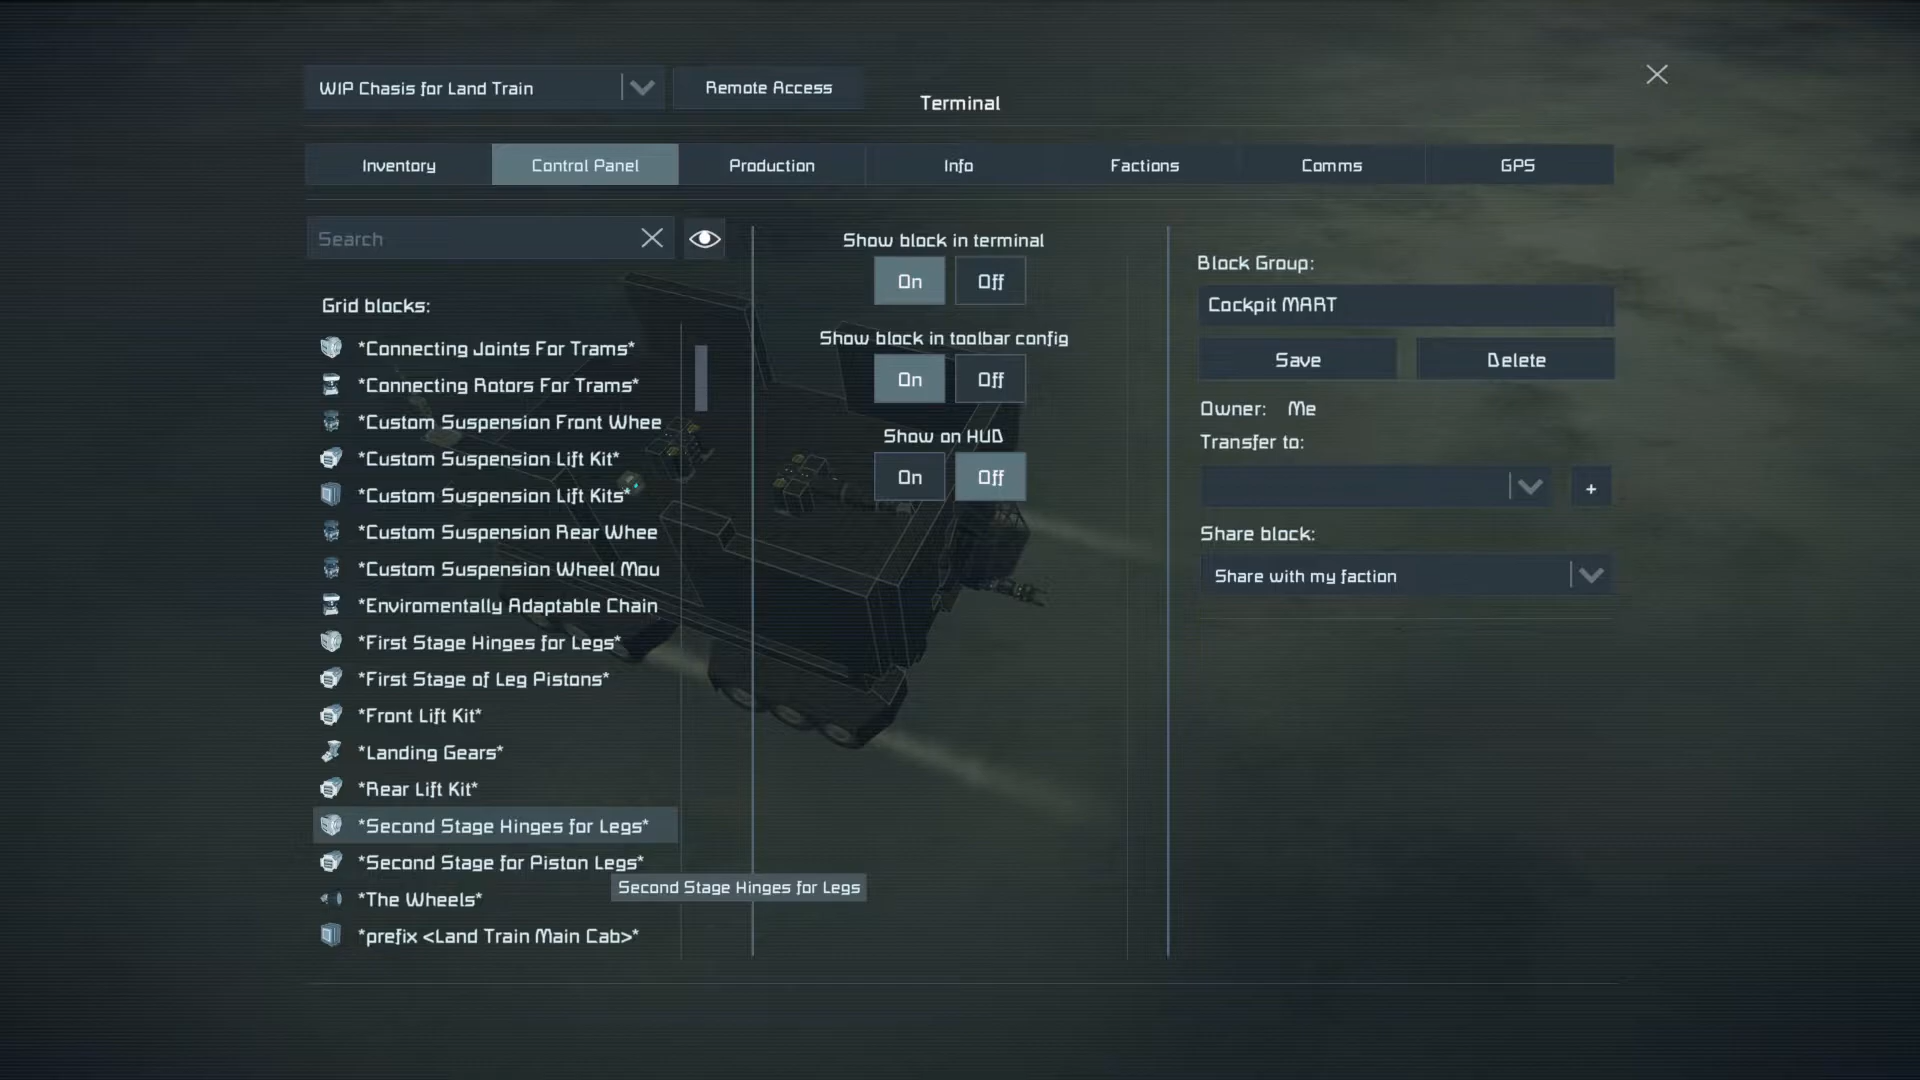 WIP Chasis for Land Train
Remote Access
Terminal
Inventory
Control Panel
Production
Info
Factions
Comms
GPS
Search
Grid blocks:
*Connecting Joints For Trams*
*Connecting Rotors For Trams*
*Custom Suspension Front Whee
*Custom Suspension Lift Kit*
*Custom Suspension Lift Kits*
*Custom Suspension Rear Whee
*Custom Suspension Wheel Mou
*Enviromentally Adaptable Chain
*First Stage Hinges for Legs*
*First Stage of Leg Pistons*
*Front Lift Kit*
*Landing Gears*
*Rear Lift Kit*
*Second Stage Hinges for Legs*
*Second Stage for Piston Legs*
Second Stage Hinges for Legs
*The Wheels*
*prefix <Land Train Main Cab>*
Show block in terminal
On Off
Show block in toolbar config
On Off
Show on HUD
On Off
Block Group:
Cockpit MART
Save Delete
Owner: Me
Transfer to:
+
Share block:
Share with my faction